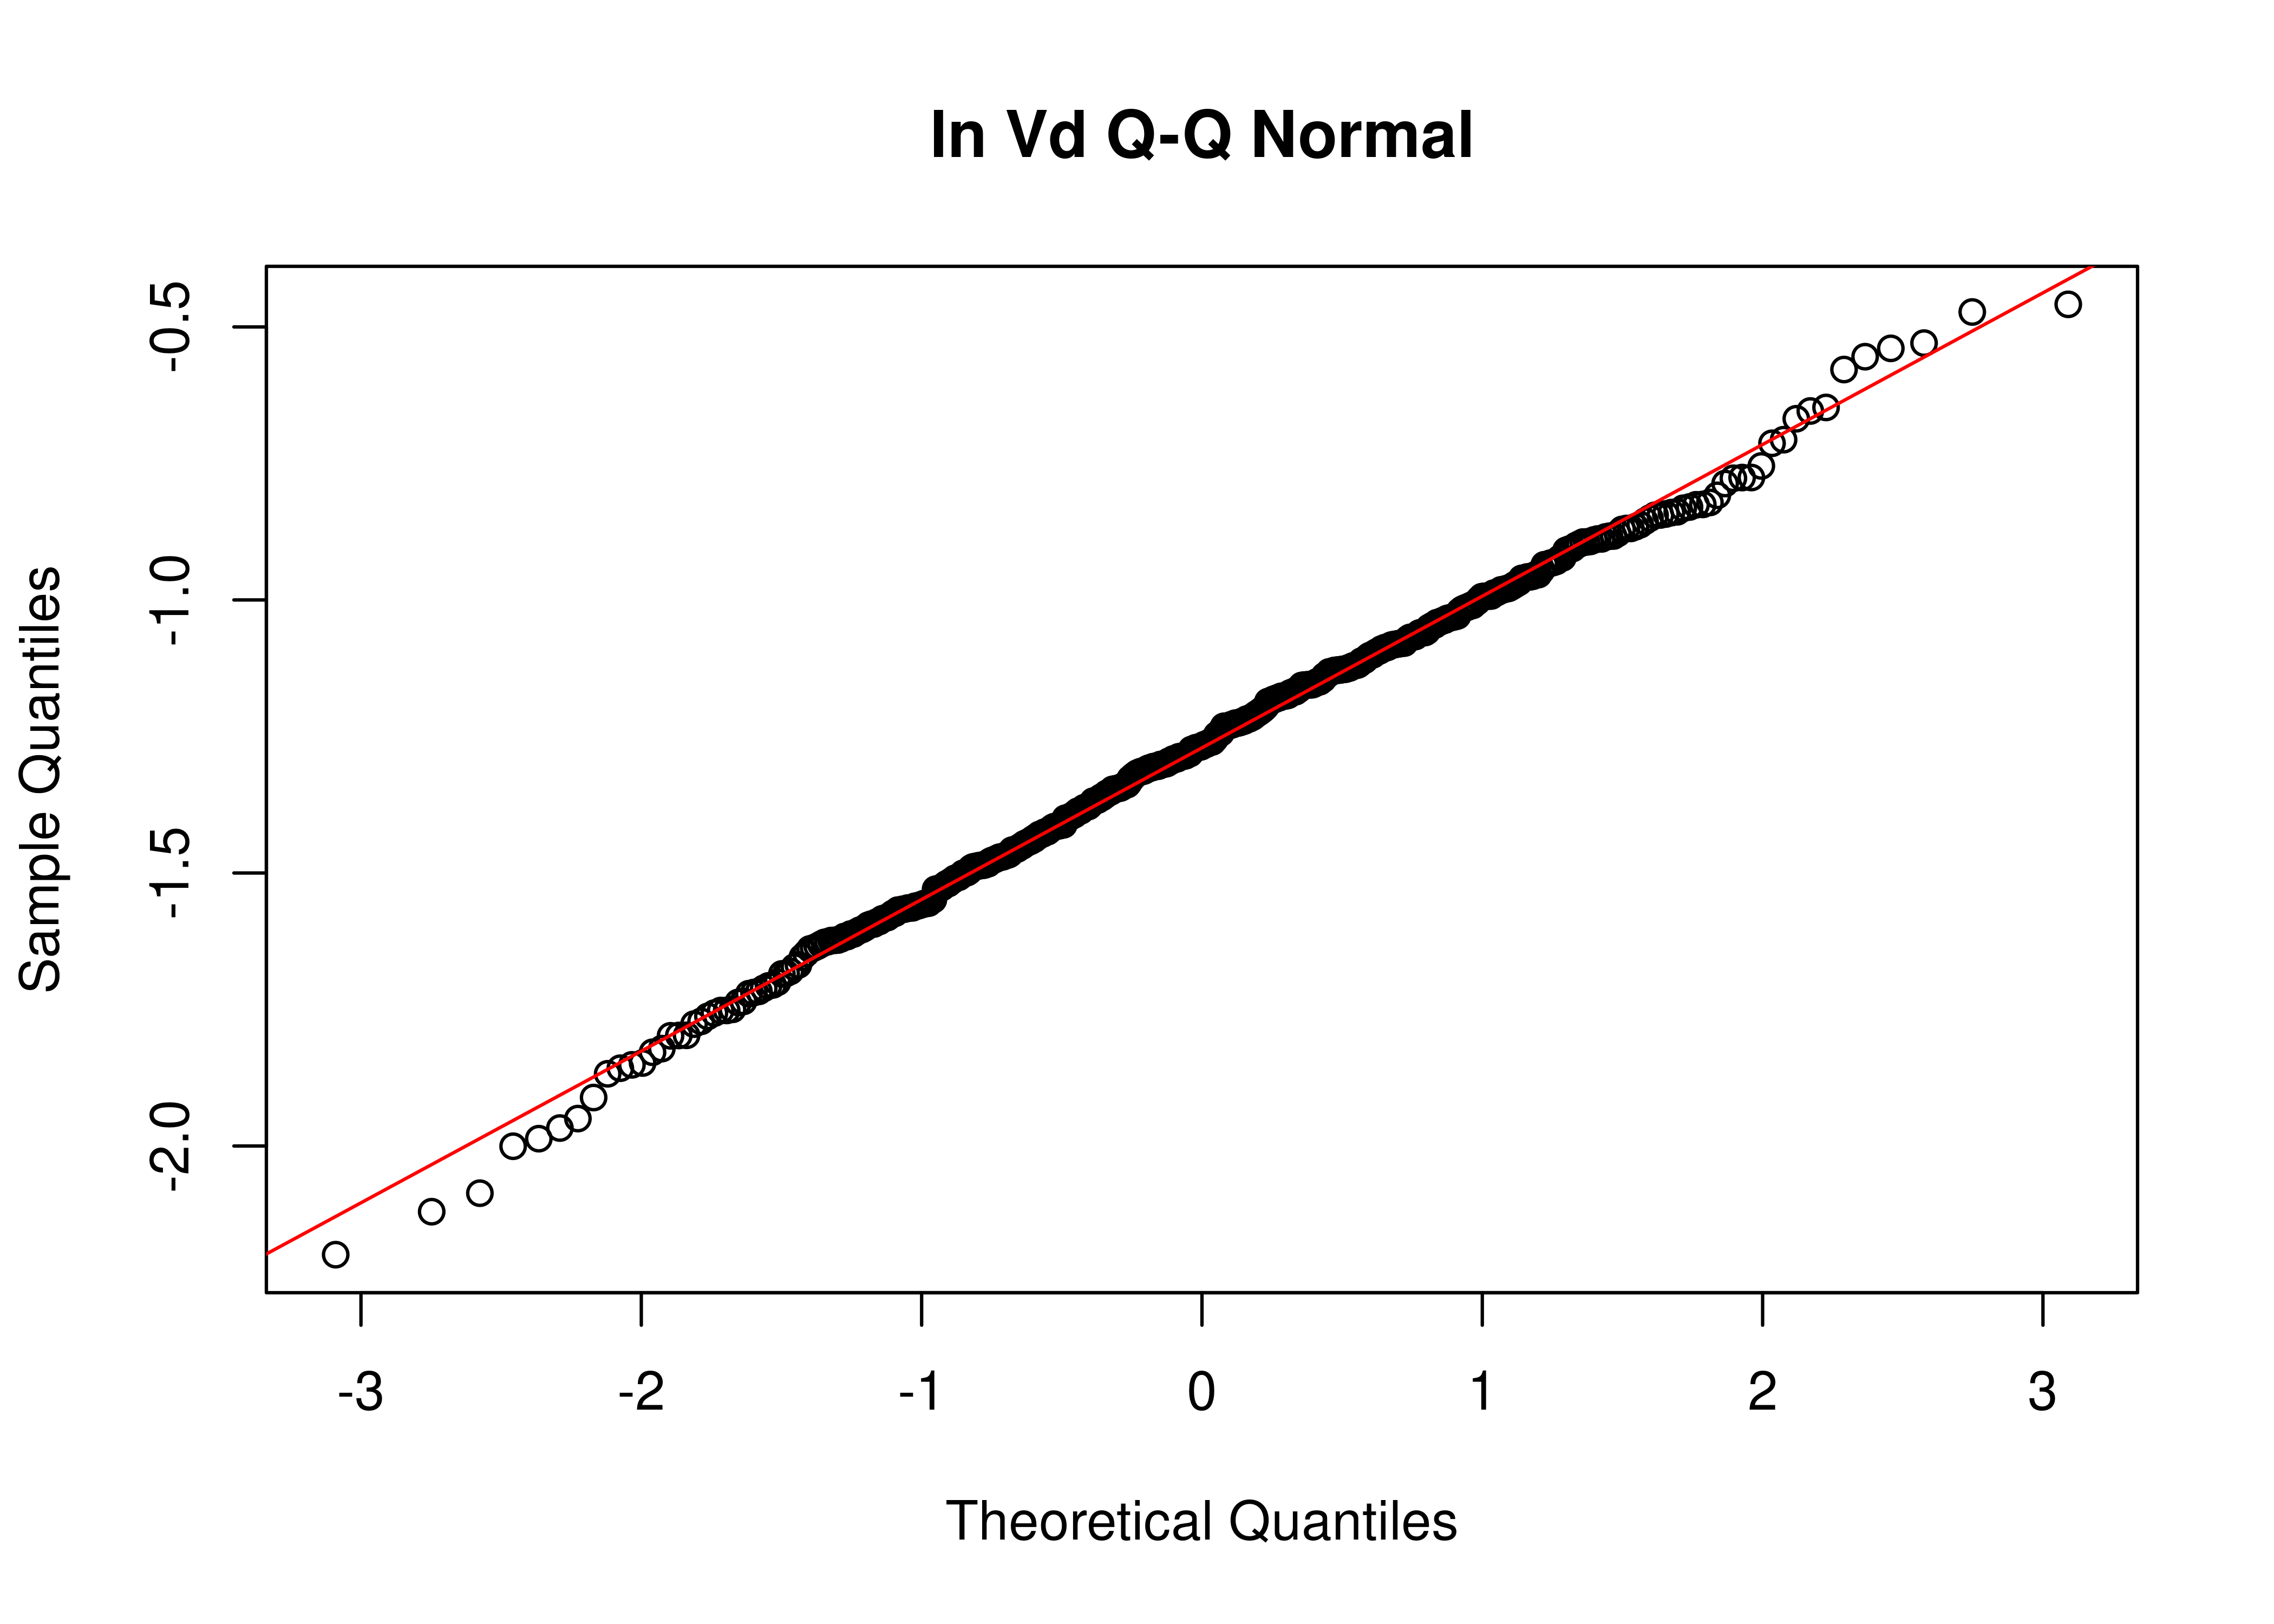 ln Vd Q-Q Normal
Sample Quantiles
-0.5
-1.0
-1.5
-2.0
-3 -2 -1 0 1 2 3
Theoretical Quantiles